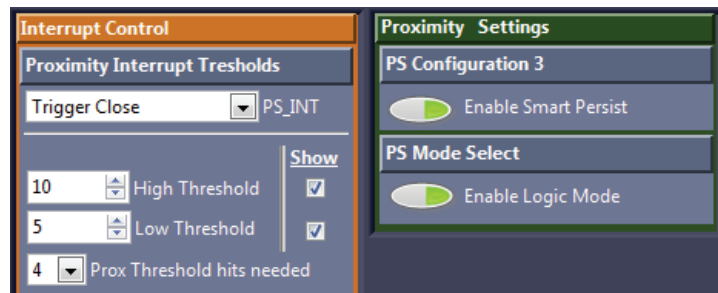 Interrupt Control
Proximity Interrupt Tresholds
Trigger Close PS_INT
Show
10 High Threshold
5 Low Threshold
4 Prox Threshold hits needed
Proximity Settings
PS Configuration 3
Enable Smart Persist
PS Mode Select
Enable Logic Mode